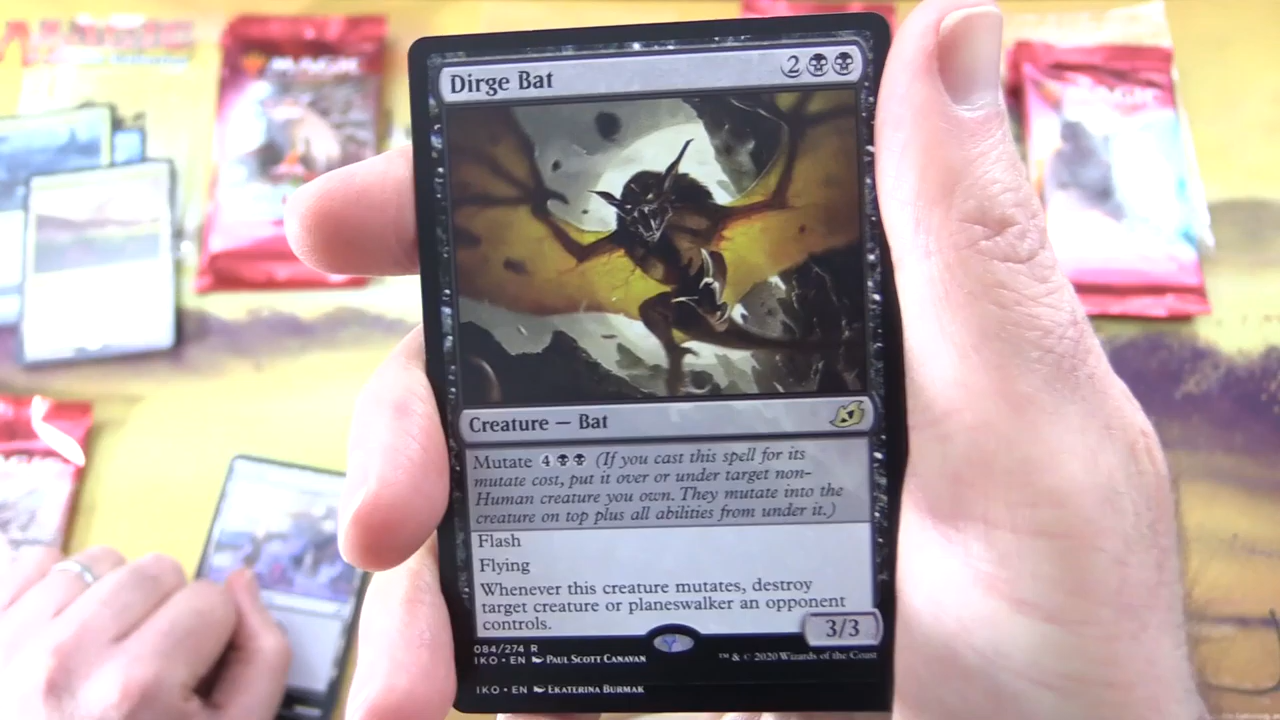 MAGIC
MAGIC
Dirge Bat
2
Creature — Bat
Mutate 4 (If you cast this spell for its
mutate cost, put it over or under target non-
Human creature you own. They mutate into the
creature on top plus all abilities from under it.)
Flash
Flying
Whenever this creature mutates, destroy
target creature or planeswalker an opponent
controls.
3/3
084/274 R
IKO • EN Paul Scott Canavan
™ & © 2020 Wizards of the Coast
IKO • EN Ekaterina Burmak